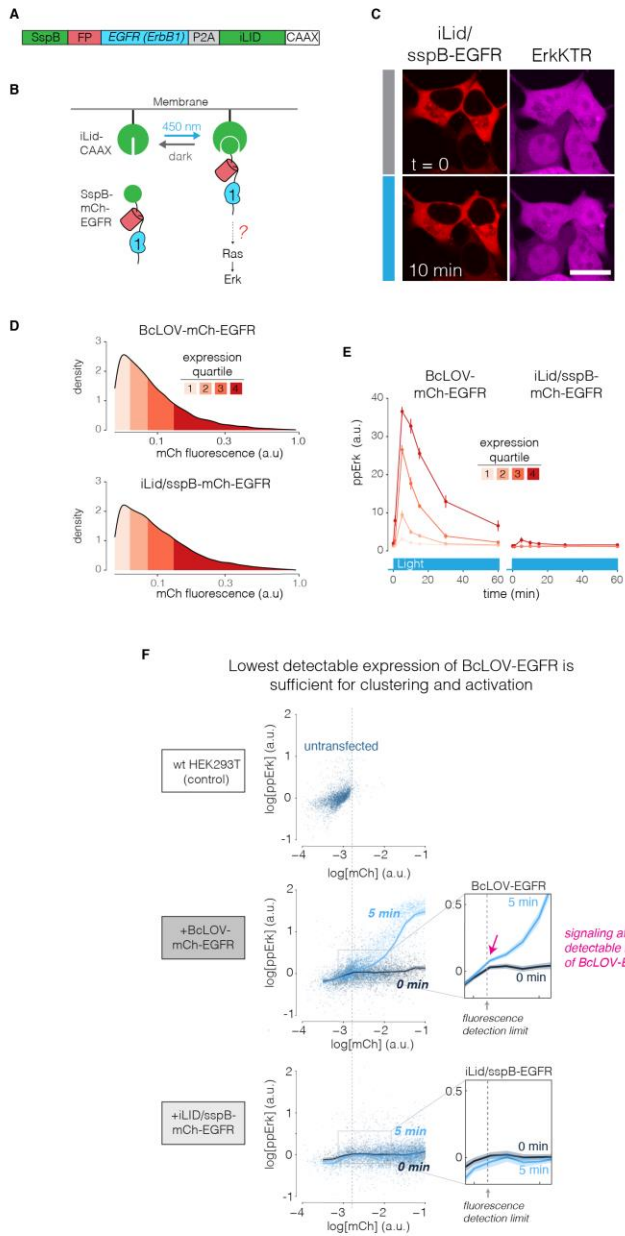 A
SspB FP EGFR (ErbB1) P2A iLID CAAX
B
Membrane
iLid-
CAAX
450 nm
dark
SspB-
mCh-
EGFR
1
1
?
Ras
Erk
C
iLid/
sspB-EGFR
ErkKTR
t = 0
10 min
D
BcLOV-mCh-EGFR
density
3
2
1
0
expression
quartile
1 2 3 4
0.1 0.3 1.0
mCh fluorescence (a.u)
iLid/sspB-mCh-EGFR
density
3
2
1
0
0.1 0.3 1.0
mCh fluorescence (a.u)
E
BcLOV-
mCh-EGFR
iLid/sspB-
mCh-EGFR
ppErk (a.u.)
40
30
20
10
0
expression
quartile
1 2 3 4
Light
0 20 40 60 0 20 40 60
time (min)
F
Lowest detectable expression of BcLOV-EGFR is
sufficient for clustering and activation
wt HEK293T
(control)
log[ppErk] (a.u.)
2
1
0
-1
untransfected
−4 −3 −2 −1
log[mCh] (a.u.)
+BcLOV-
mCh-EGFR
log[ppErk] (a.u.)
2
1
0
-1
5 min
0 min
−4 −3 −2 −1
log[mCh] (a.u.)
BcLOV-EGFR
0.5
0
5 min
0 min
fluorescence
detection limit
signaling at
detectable
of BcLOV-E
+iLID/sspB-
mCh-EGFR
log[ppErk] (a.u.)
2
1
0
-1
5 min
0 min
−4 −3 −2 −1
log[mCh] (a.u.)
iLid/sspB-EGFR
0.5
0
0 min
5 min
fluorescence
detection limit